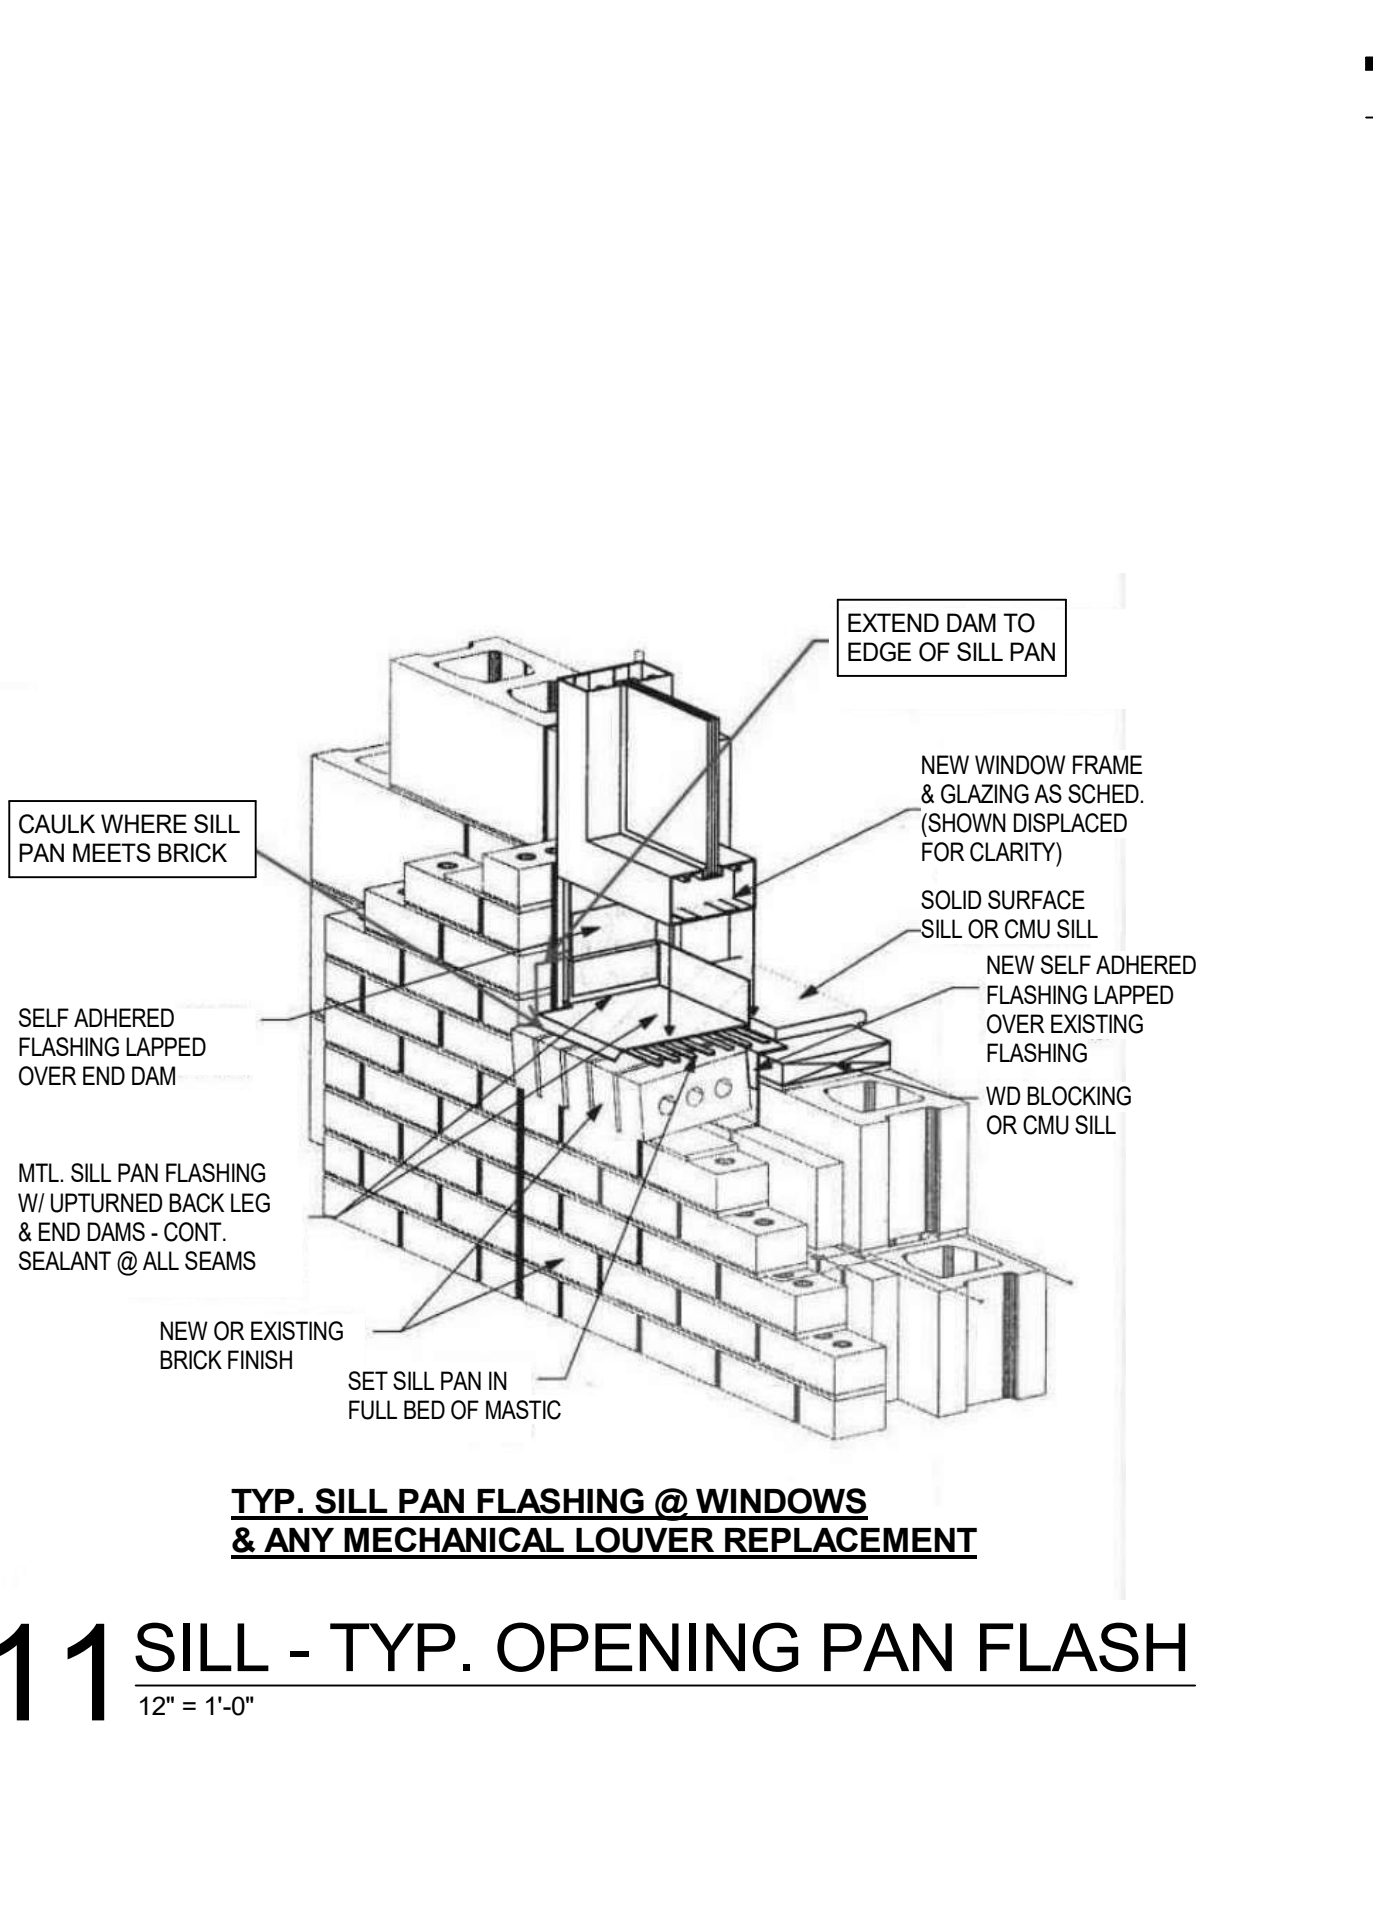 EXTEND DAM TO
EDGE OF SILL PAN
NEW WINDOW FRAME
& GLAZING AS SCHED.
(SHOWN DISPLACED
FOR CLARITY)
CAULK WHERE SILL
PAN MEETS BRICK
SOLID SURFACE
SILL OR CMU SILL
NEW SELF ADHERED
FLASHING LAPPED
OVER EXISTING
FLASHING
SELF ADHERED
FLASHING LAPPED
OVER END DAM
WD BLOCKING
OR CMU SILL
MTL. SILL PAN FLASHING
W/ UPTURNED BACK LEG
& END DAMS - CONT.
SEALANT @ ALL SEAMS
NEW OR EXISTING
BRICK FINISH
SET SILL PAN IN
FULL BED OF MASTIC
TYP. SILL PAN FLASHING @ WINDOWS
& ANY MECHANICAL LOUVER REPLACEMENT
11 SILL - TYP. OPENING PAN FLASH
12" = 1'-0"